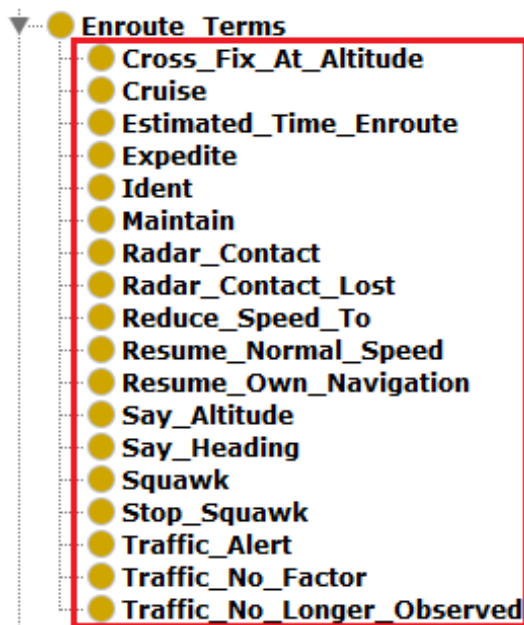 Enroute_Terms
Cross_Fix_At_Altitude
Cruise
Estimated_Time_Enroute
Expedite
Ident
Maintain
Radar_Contact
Radar_Contact_Lost
Reduce_Speed_To
Resume_Normal_Speed
Resume_Own_Navigation
Say_Altitude
Say_Heading
Squawk
Stop_Squawk
Traffic_Alert
Traffic_No_Factor
Traffic_No_Longer_Observed